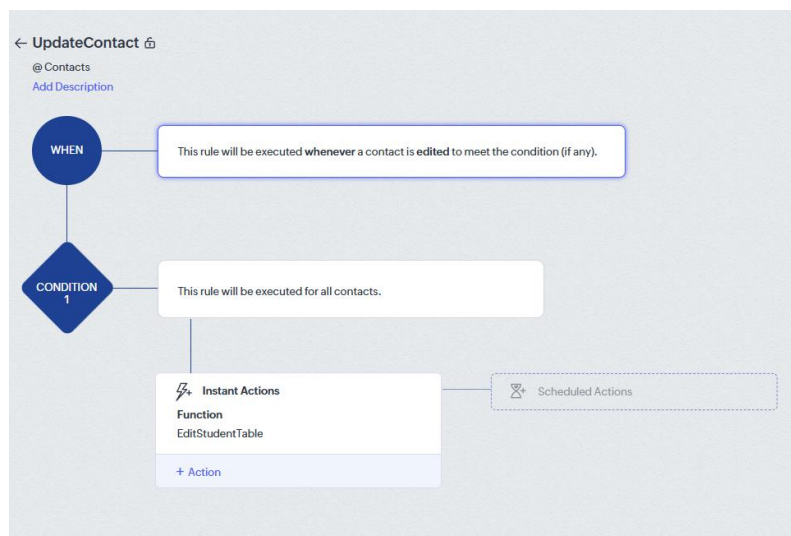 ← UpdateContact
@ Contacts
Add Description
WHEN
This rule will be executed whenever a contact is edited to meet the condition (if any).
CONDITION
1
This rule will be executed for all contacts.
Instant Actions
Scheduled Actions
Function
EditStudentTable
+ Action